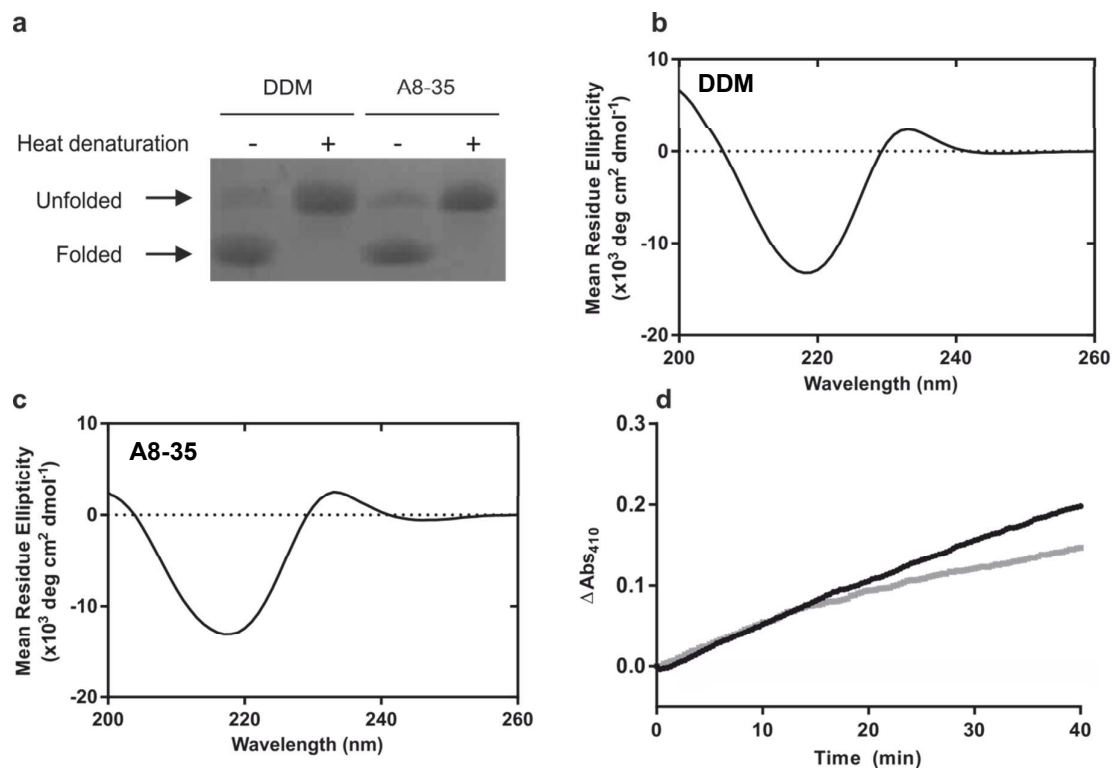 a
DDM A8-35
Heat denaturation - + - +
Unfolded
Folded
b
DDM
10
0
-10
-20
200 220 240 260
Wavelength (nm)
Mean Residue Ellipticity
(x10³ deg cm² dmol⁻¹)
c
A8-35
10
0
-10
-20
200 220 240 260
Wavelength (nm)
Mean Residue Ellipticity
(x10³ deg cm² dmol⁻¹)
d
0.3
0.2
0.1
0.0
0 10 20 30 40
Time (min)
ΔAbs₄₁₀